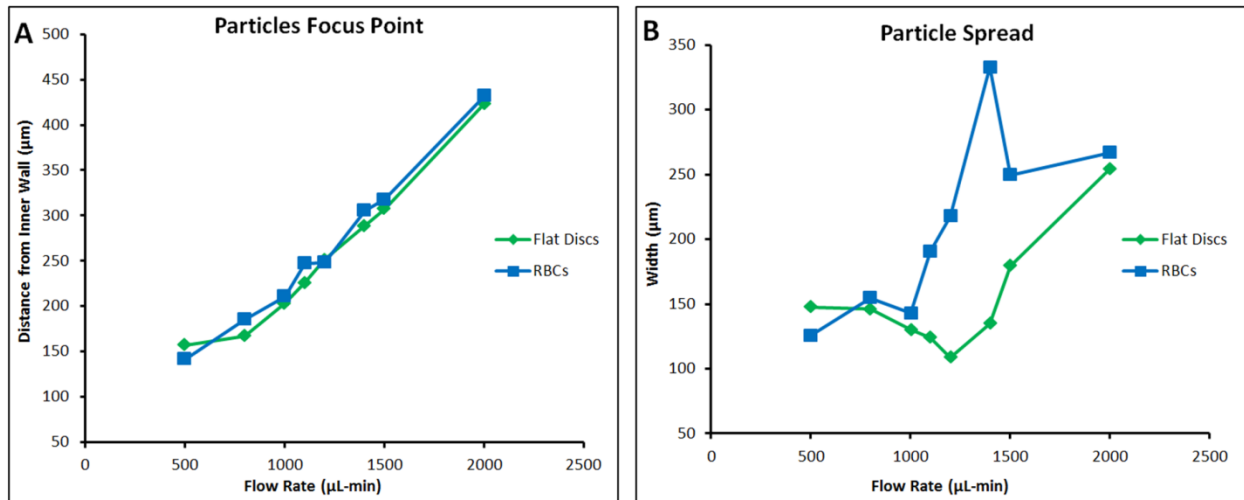 A
Particles Focus Point
500
450
400
350
300
250
200
150
100
50
Distance from Inner Wall (µm)
0
500
1000
1500
2000
2500
Flow Rate (µL-min)
Flat Discs
RBCs
B
Particle Spread
350
300
250
200
150
100
50
Width (µm)
0
500
1000
1500
2000
2500
Flow Rate (µL-min)
Flat Discs
RBCs